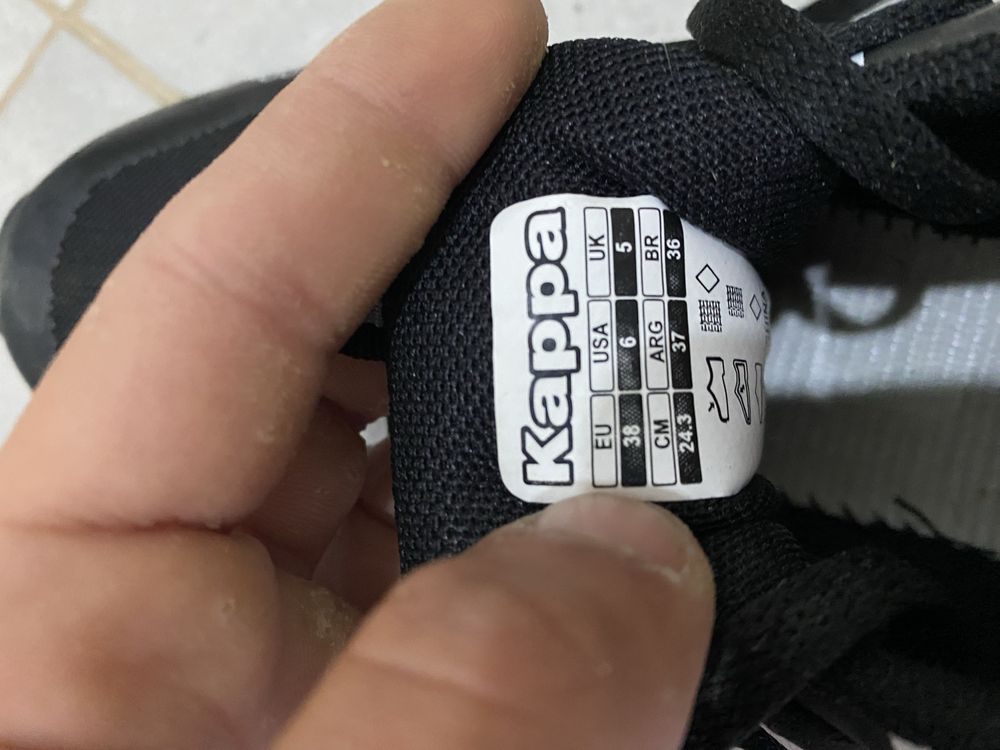 Kappa
EU USA UK
38 6 5
CM ARG BR
24.3 37 36